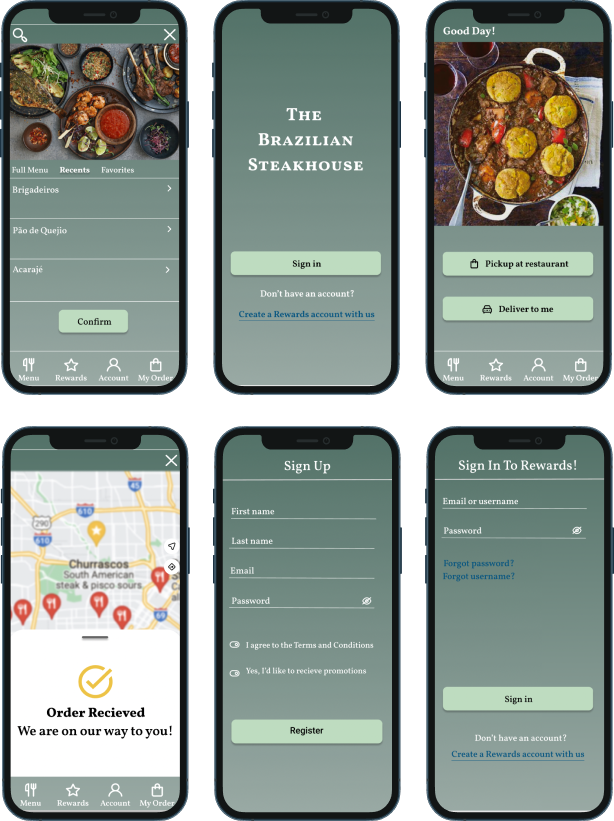 Full Menu Recents Favorites
Brigadeiros
Pão de Quejio
Acarajé
Confirm
Menu Rewards Account My Order
The
Brazilian
Steakhouse
Sign in
Don't have an account?
Create a Rewards account with us
Good Day!
Pickup at restaurant
Deliver to me
Menu Rewards Account My Order
45
610
290
610
Churrascos
South American
steak & pisco sours
Order Recieved
We are on our way to you!
Menu Rewards Account My Order
Sign Up
First name
Last name
Email
Password
I agree to the Terms and Conditions
Yes, I'd like to recieve promotions
Register
Sign In To Rewards!
Email or username
Password
Forgot password?
Forgot username?
Sign in
Don't have an account?
Create a Rewards account with us